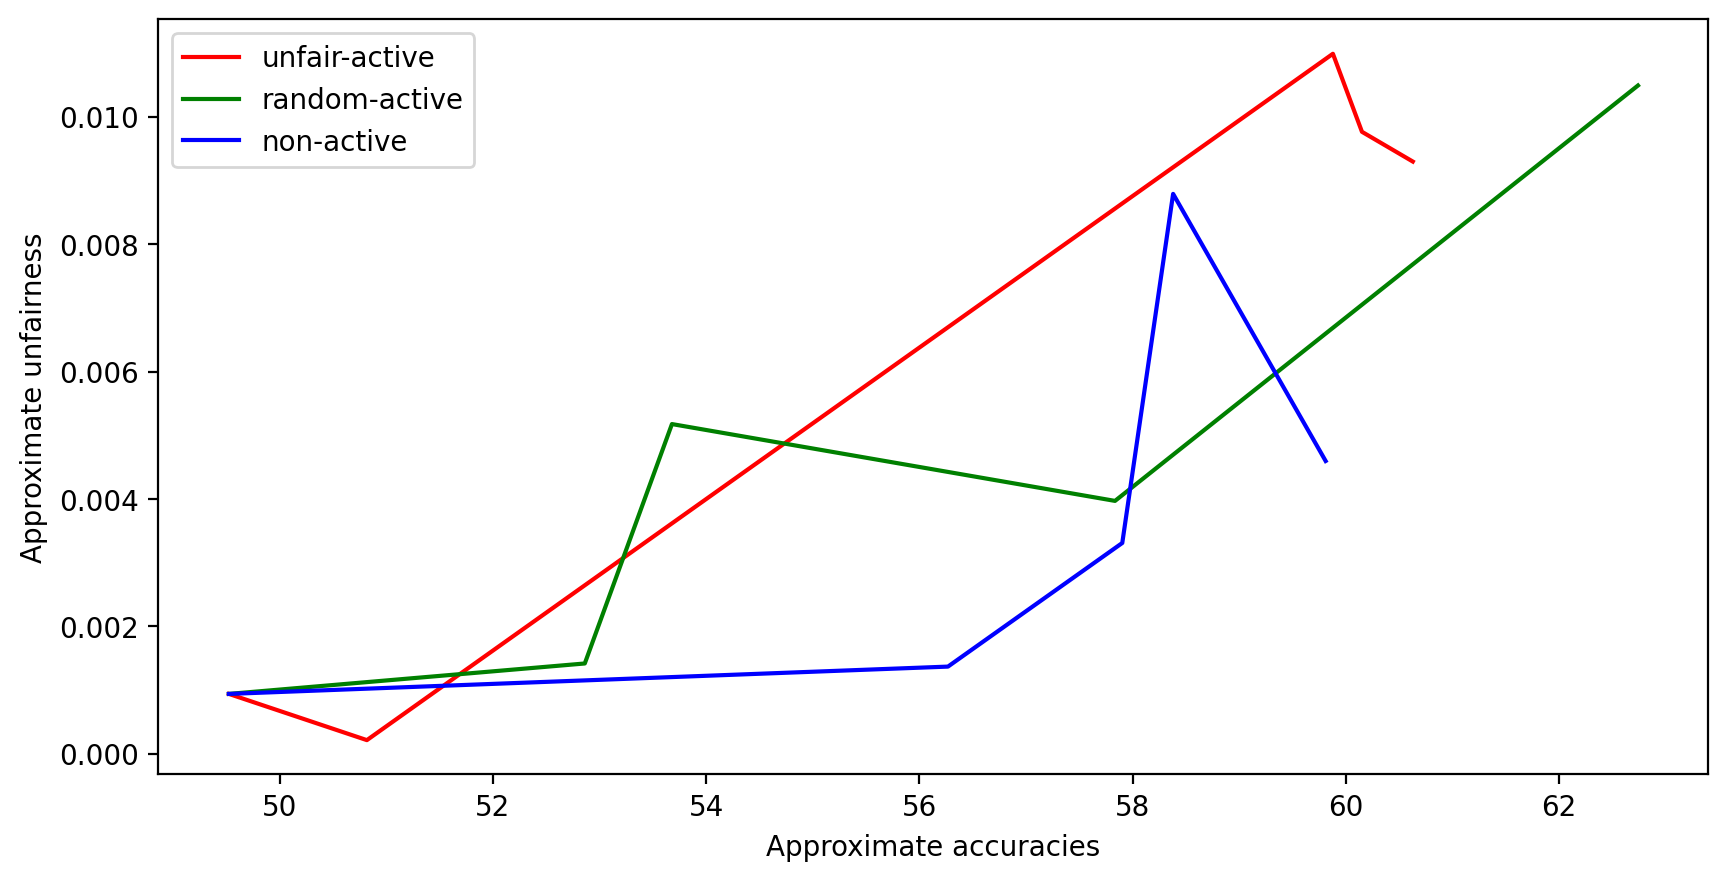 unfair-active
random-active
non-active
0.010
0.008
0.006
0.004
0.002
0.000
Approximate unfairness
50 52 54 56 58 60 62
Approximate accuracies